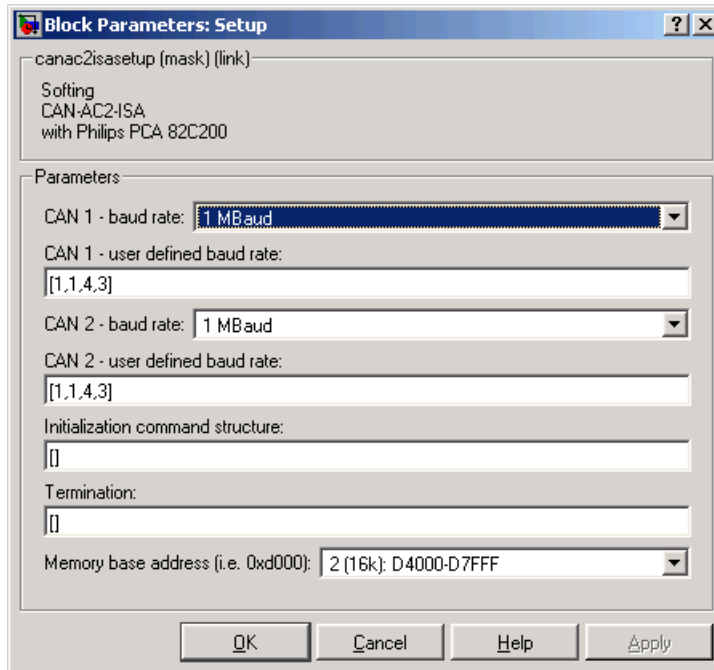 Block Parameters: Setup
canac2isasetup (mask) (link)
Softing
CAN-AC2-ISA
with Philips PCA 82C200
Parameters
CAN 1 - baud rate: 1 MBaud
CAN 1 - user defined baud rate:
[1,1,4,3]
CAN 2 - baud rate: 1 MBaud
CAN 2 - user defined baud rate:
[1,1,4,3]
Initialization command structure:
[]
Termination:
[]
Memory base address (i.e. 0xd000): 2 (16k): D4000-D7FFF
OK Cancel Help Apply